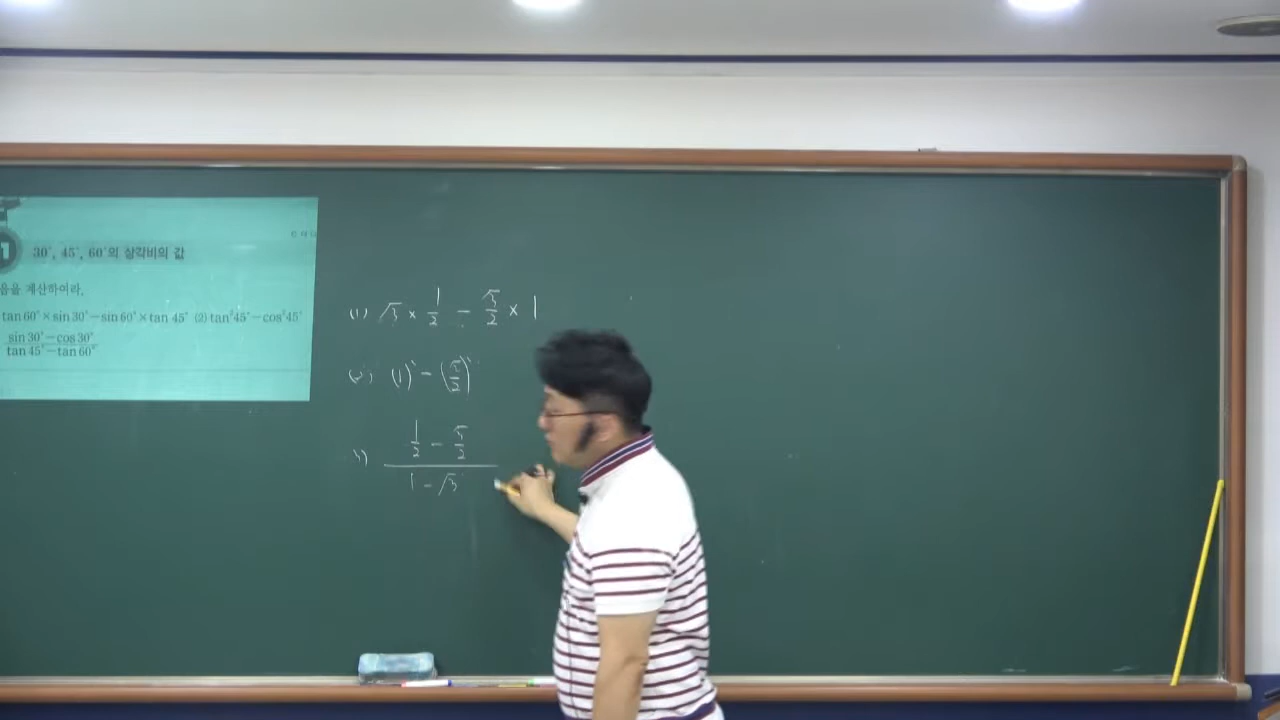 1
30°, 45°, 60°의 삼각비의 값
음을 계산하여라.
tan 60°×sin 30°−sin 60°×tan 45° (2) tan²45°−cos²45°
sin 30°−cos 30°
tan 45°−tan 60°
(1) √3 × 1/2 − √3/2 × 1
(2) (1)² − (√2/2)²
1/2 − √3/2
1 − √3